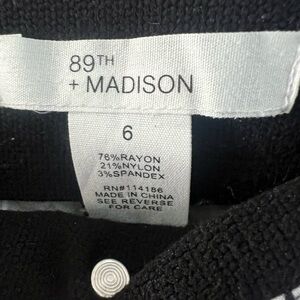 89TH
+ MADISON
6
76%RAYON
21%NYLON
3%SPANDEX
RN#114186
MADE IN CHINA
SEE REVERSE
FOR CARE